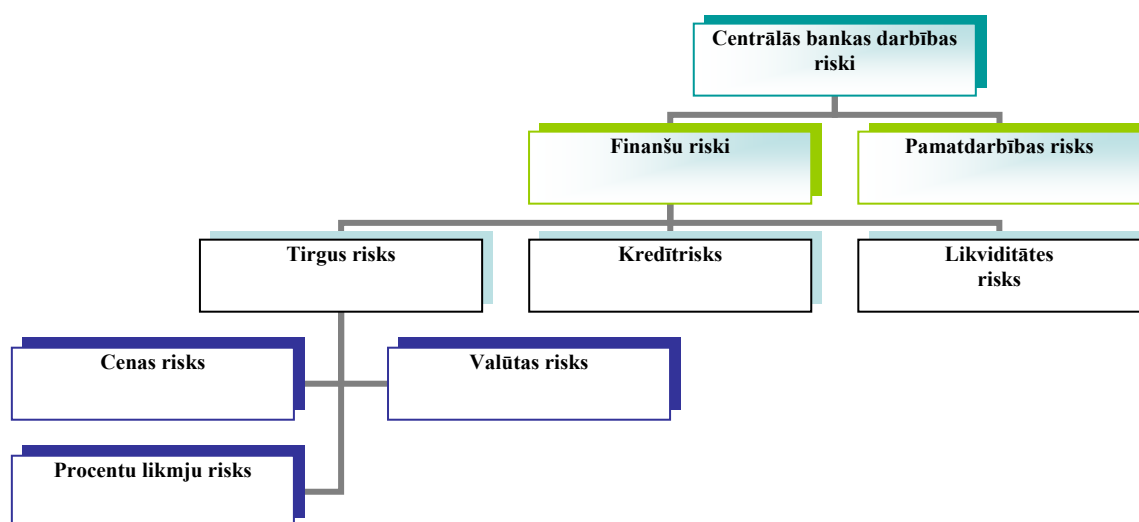 Centrālās bankas darbības
riski
Finanšu riski
Pamatdarbības risks
Tirgus risks
Kredītrisks
Likviditātes
risks
Cenas risks
Valūtas risks
Procentu likmju risks